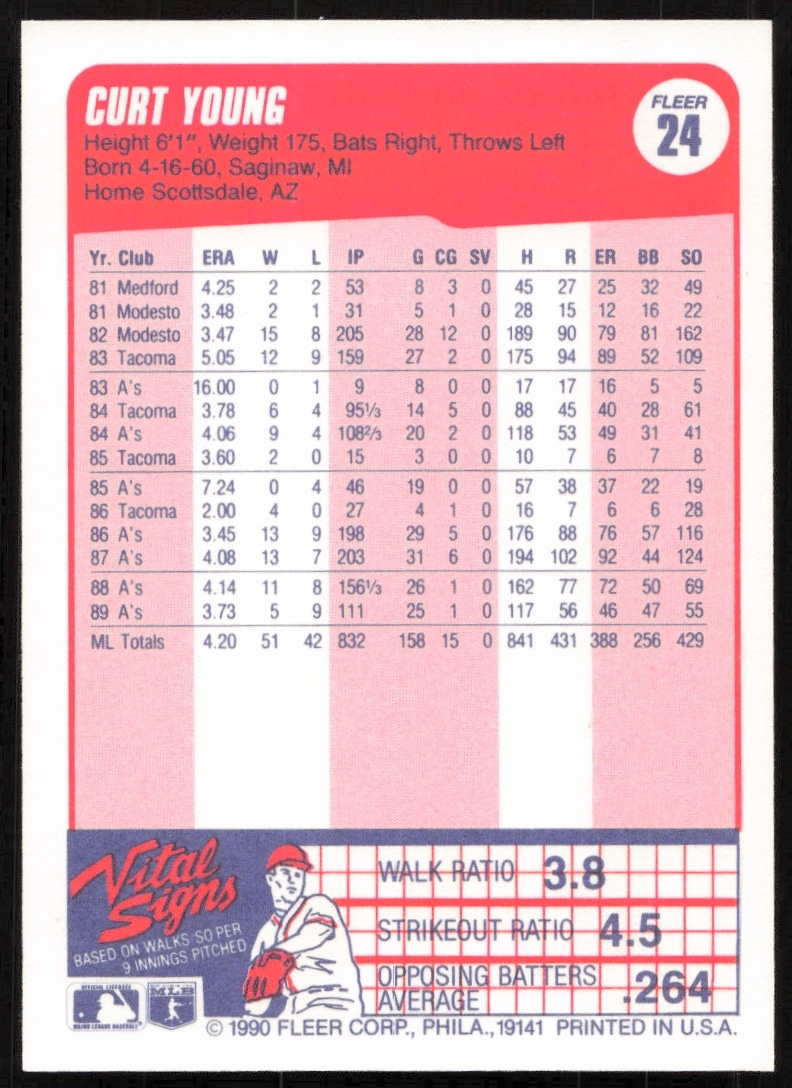 CURT YOUNG
FLEER
24
Height 6'1", Weight 175, Bats Right, Throws Left
Born 4-16-60, Saginaw, MI
Home Scottsdale, AZ
Yr. Club ERA W L IP G CG SV H R ER BB SO
81 Medford 4.25 2 2 53 8 3 0 45 27 25 32 49
81 Modesto 3.48 2 1 31 5 1 0 28 15 12 16 22
82 Modesto 3.47 15 8 205 28 12 0 189 90 79 81 162
83 Tacoma 5.05 12 9 159 27 2 0 175 94 89 52 109
83 A's 16.00 0 1 9 8 0 0 17 17 16 5 5
84 Tacoma 3.78 6 4 95⅓ 14 5 0 88 45 40 28 61
84 A's 4.06 9 4 108⅔ 20 2 0 118 53 49 31 41
85 Tacoma 3.60 2 0 15 3 0 0 10 7 6 7 8
85 A's 7.24 0 4 46 19 0 0 57 38 37 22 19
86 Tacoma 2.00 4 0 27 4 1 0 16 7 6 6 28
86 A's 3.45 13 9 198 29 5 0 176 88 76 57 116
87 A's 4.08 13 7 203 31 6 0 194 102 92 44 124
88 A's 4.14 11 8 156⅓ 26 1 0 162 77 72 50 69
89 A's 3.73 5 9 111 25 1 0 117 56 46 47 55
ML Totals 4.20 51 42 832 158 15 0 841 431 388 256 429
Vital
Signs
BASED ON WALKS-SO PER
9 INNINGS PITCHED
WALK RATIO 3.8
STRIKEOUT RATIO 4.5
OPPOSING BATTERS
AVERAGE .264
OFFICIAL LICENSEE
MAJOR LEAGUE BASEBALL
MLB
© 1990 FLEER CORP., PHILA., 19141 PRINTED IN U.S.A.